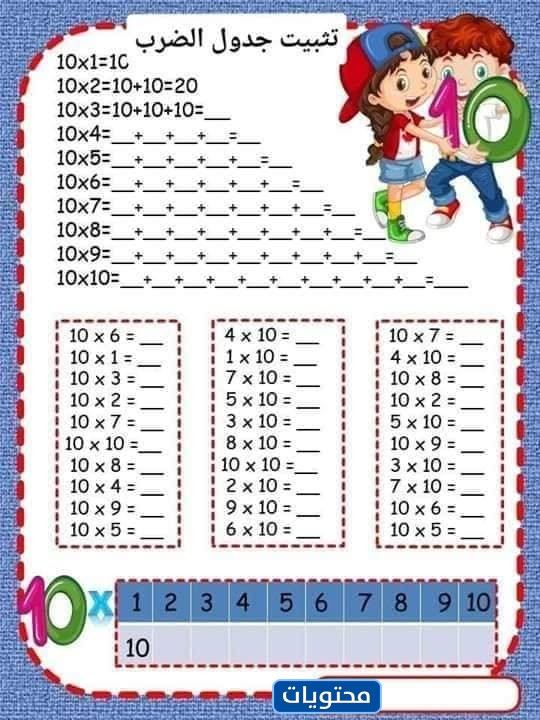 تثبيت جدول الضرب
10
10x1=10
10x2=10+10=20
10x3=10+10+10=__
10x4=__+__+__+__=__
10x5=__+__+__+__+__=__
10x6=__+__+__+__+__+__=__
10x7=__+__+__+__+__+__+__=__
10x8=__+__+__+__+__+__+__+__=__
10x9=__+__+__+__+__+__+__+__+__=__
10x10=__+__+__+__+__+__+__+__+__+__=__
10 x 6 = __
10 x 1 = __
10 x 3 = __
10 x 2 = __
10 x 7 = __
10 x 10 =__
10 x 8 = __
10 x 4 = __
10 x 9 = __
10 x 5 = __
4 x 10 = __
1 x 10 = __
7 x 10 = __
5 x 10 = __
3 x 10 = __
8 x 10 = __
10 x 10 = __
2 x 10 = __
9 x 10 = __
6 x 10 = __
10 x 7 = __
4 x 10 = __
10 x 8 = __
10 x 2 = __
5 x 10 = __
10 x 9 = __
3 x 10 = __
7 x 10 = __
10 x 6 = __
10 x 5 = __
10 x 1 2 3 4 5 6 7 8 9 10
10
محتويات